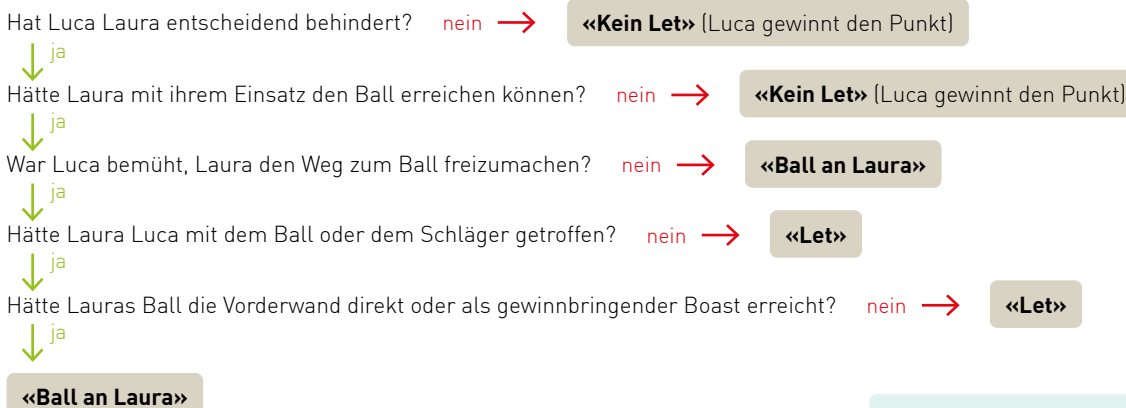 Hat Luca Laura entscheidend behindert? nein «Kein Let» (Luca gewinnt den Punkt)
ja
Hätte Laura mit ihrem Einsatz den Ball erreichen können? nein «Kein Let» (Luca gewinnt den Punkt)
ja
War Luca bemüht, Laura den Weg zum Ball freizumachen? nein «Ball an Laura»
ja
Hätte Laura Luca mit dem Ball oder dem Schläger getroffen? nein «Let»
ja
Hätte Lauras Ball die Vorderwand direkt oder als gewinnbringender Boast erreicht? nein «Let»
ja
«Ball an Laura»